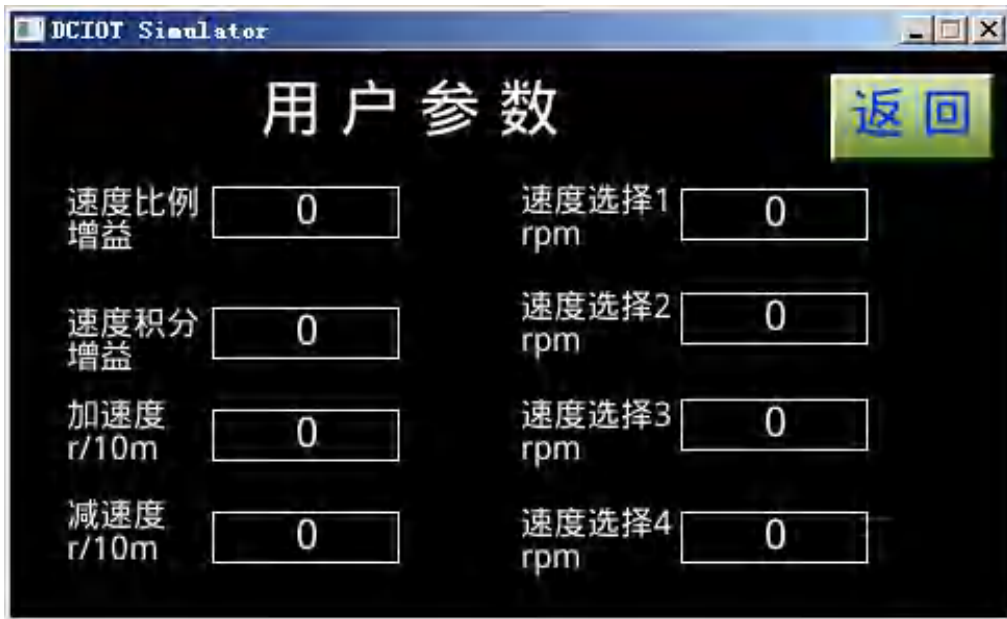 DCIOT Simulator
用户参数
返回
速度比例
增益
0
速度选择1
rpm
0
速度积分
增益
0
速度选择2
rpm
0
加速度
r/10m
0
速度选择3
rpm
0
减速度
r/10m
0
速度选择4
rpm
0